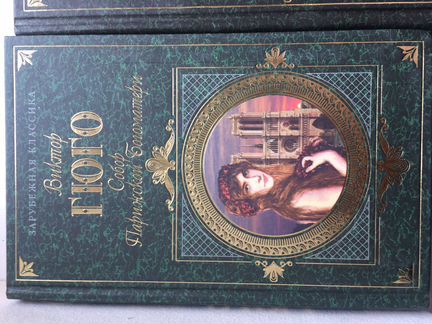 ЗАРУБЕЖНАЯ КЛАССИКА
Виктор
ГЮГО
Собор
Парижской Богоматери